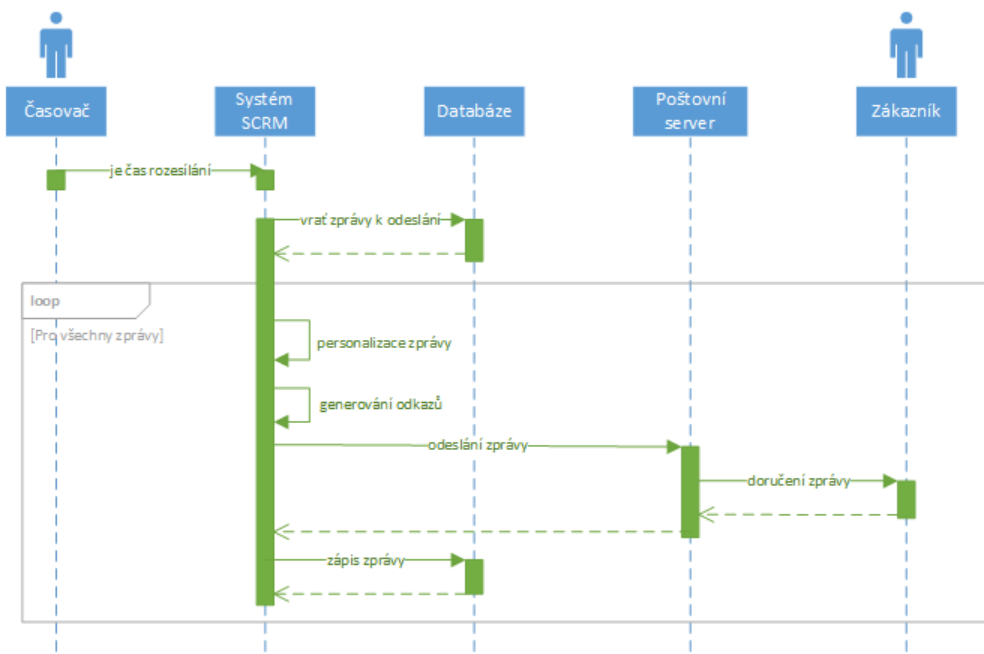 Časovač
Systém
SCRM
Databáze
Poštovní
server
Zákazník
je čas rozesílání
vrať zprávy k odeslání
loop
[Pro všechny zprávy]
personalizace zprávy
generování odkazů
odeslání zprávy
doručení zprávy
zápis zprávy